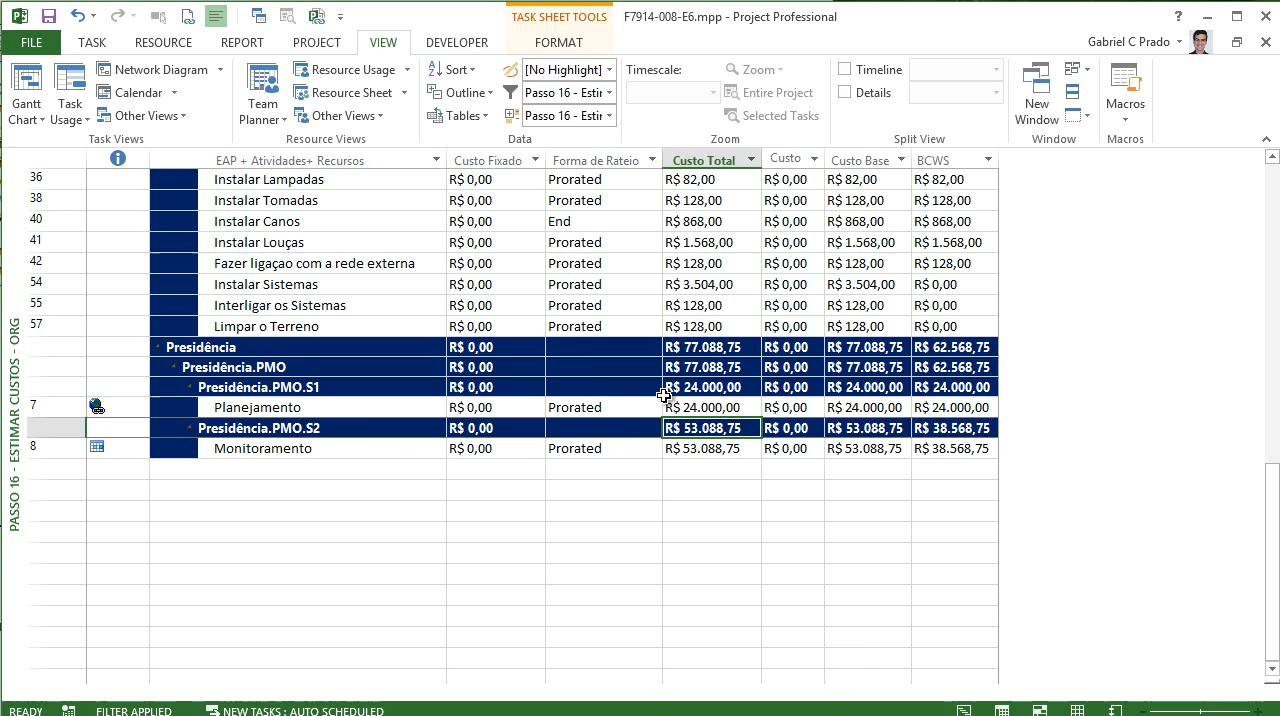 TASK SHEET TOOLS F7914-008-E6.mpp - Project Professional
FILE TASK RESOURCE REPORT PROJECT VIEW DEVELOPER FORMAT Gabriel C Prado
Gantt Chart Task Usage Network Diagram Calendar Other Views
Task Views
Team Planner Resource Usage Resource Sheet Other Views
Resource Views
Sort Outline Tables [No Highlight] Passo 16 - Estir Passo 16 - Estir
Data
Timescale: Zoom Entire Project Selected Tasks
Zoom
Timeline Details
Split View
New Window
Window
Macros
Macros
EAP + Atividades+ Recursos Custo Fixado Forma de Rateio Custo Total Custo Custo Base BCWS
36 Instalar Lampadas R$ 0,00 Prorated R$ 82,00 R$ 0,00 R$ 82,00 R$ 82,00
38 Instalar Tomadas R$ 0,00 Prorated R$ 128,00 R$ 0,00 R$ 128,00 R$ 128,00
40 Instalar Canos R$ 0,00 End R$ 868,00 R$ 0,00 R$ 868,00 R$ 868,00
41 Instalar Louças R$ 0,00 Prorated R$ 1.568,00 R$ 0,00 R$ 1.568,00 R$ 1.568,00
42 Fazer ligaçao com a rede externa R$ 0,00 Prorated R$ 128,00 R$ 0,00 R$ 128,00 R$ 128,00
54 Instalar Sistemas R$ 0,00 Prorated R$ 3.504,00 R$ 0,00 R$ 3.504,00 R$ 0,00
55 Interligar os Sistemas R$ 0,00 Prorated R$ 128,00 R$ 0,00 R$ 128,00 R$ 0,00
57 Limpar o Terreno R$ 0,00 Prorated R$ 128,00 R$ 0,00 R$ 128,00 R$ 0,00
Presidência R$ 0,00 R$ 77.088,75 R$ 0,00 R$ 77.088,75 R$ 62.568,75
Presidência.PMO R$ 0,00 R$ 77.088,75 R$ 0,00 R$ 77.088,75 R$ 62.568,75
Presidência.PMO.S1 R$ 0,00 R$ 24.000,00 R$ 0,00 R$ 24.000,00 R$ 24.000,00
7 Planejamento R$ 0,00 Prorated R$ 24.000,00 R$ 0,00 R$ 24.000,00 R$ 24.000,00
Presidência.PMO.S2 R$ 0,00 R$ 53.088,75 R$ 0,00 R$ 53.088,75 R$ 38.568,75
8 Monitoramento R$ 0,00 Prorated R$ 53.088,75 R$ 0,00 R$ 53.088,75 R$ 38.568,75
PASSO 16 - ESTIMAR CUSTOS - ORG
READY FILTER APPLIED NEW TASKS : AUTO SCHEDULED